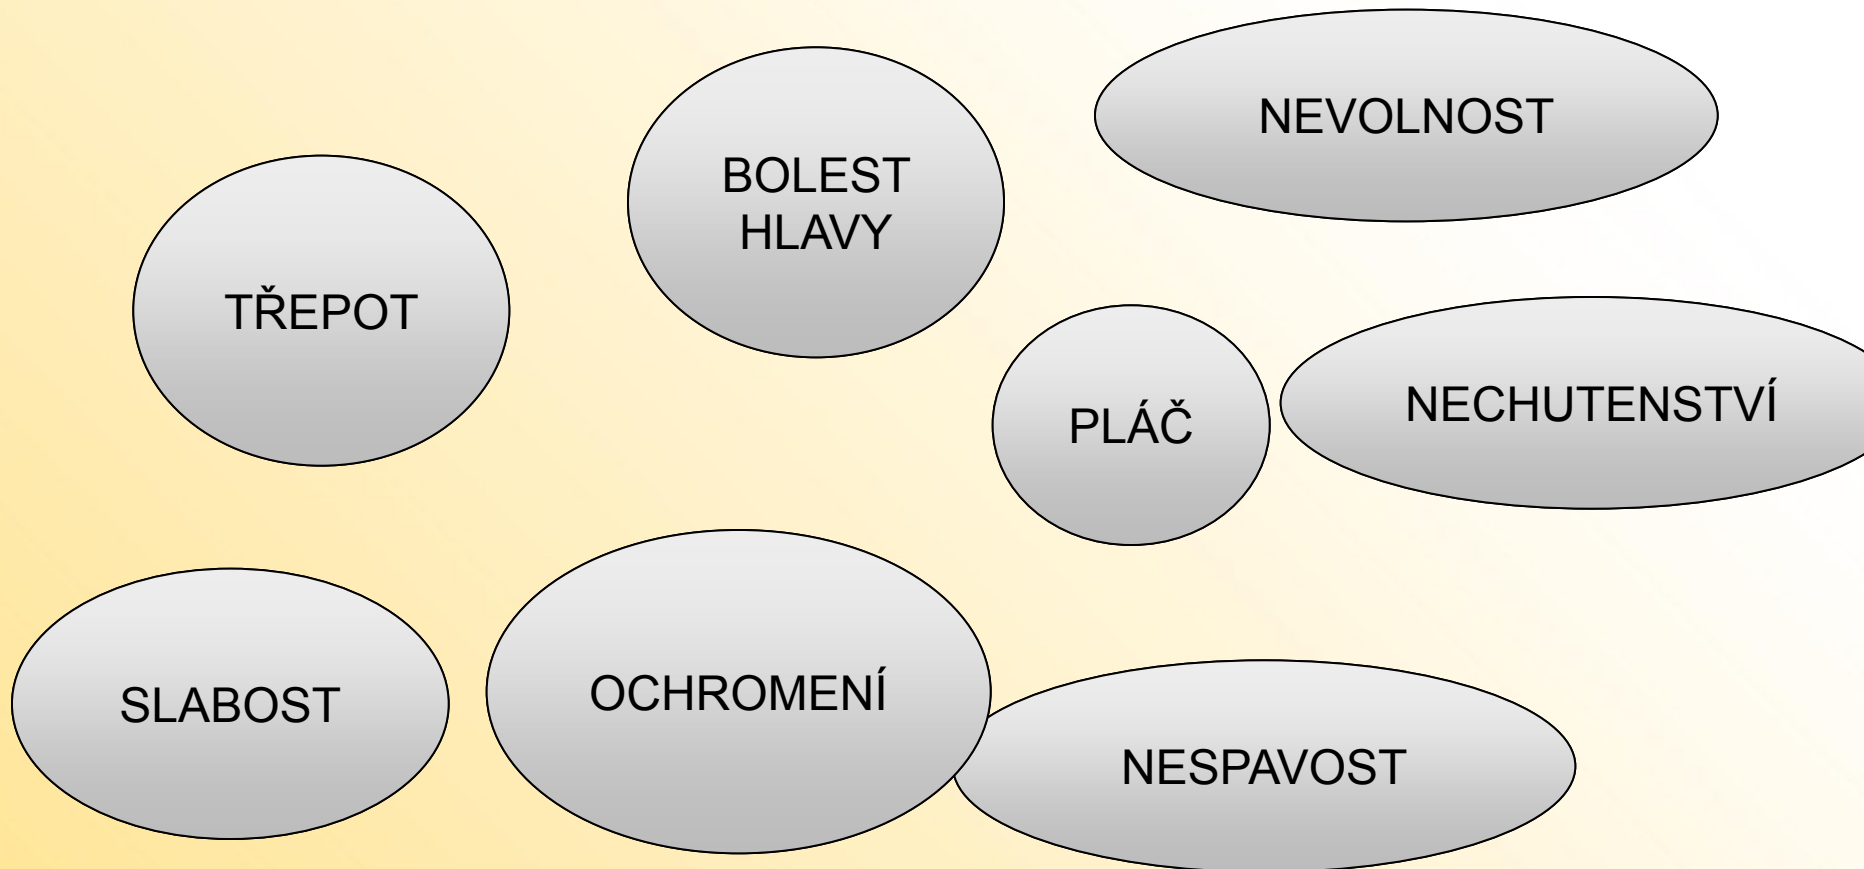 NEVOLNOST
BOLEST
HLAVY
TŘEPOT
NECHUTENSTVÍ
PLÁČ
OCHROMENÍ
SLABOST
NESPAVOST